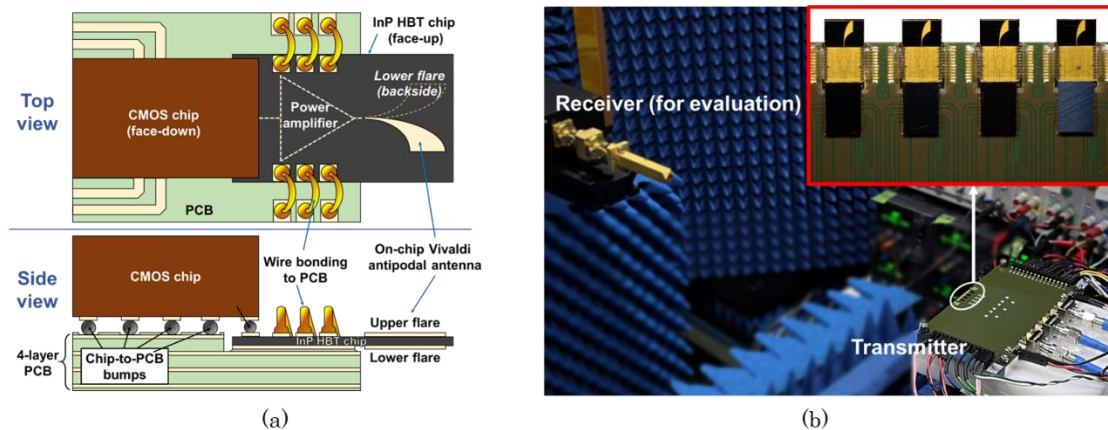 Top
view
CMOS chip
(face-down)
Power
amplifier
InP HBT chip
(face-up)
Lower flare
(backside)
PCB
Wire bonding
to PCB
On-chip Vivaldi
antipodal antenna
Side
view
CMOS chip
4-layer
PCB
Chip-to-PCB
bumps
InP HBT chip
Upper flare
Lower flare
(a)
Receiver (for evaluation)
Transmitter
(b)